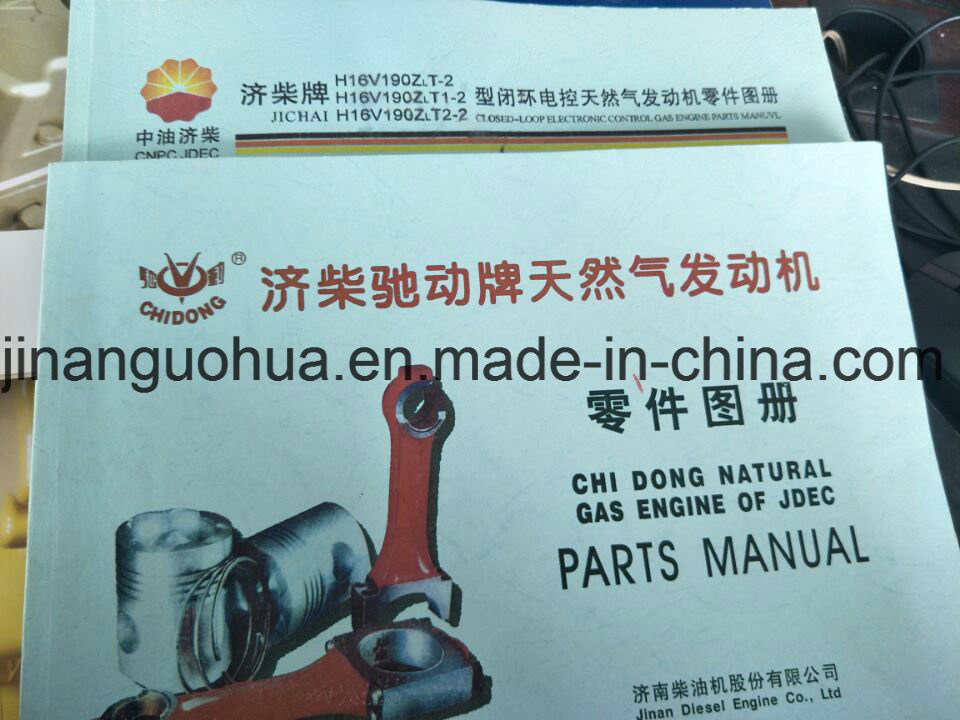 H16V190ZLT-2
济柴牌 H16V190ZLT1-2 型闭环电控天然气发动机零件图册
JICHAI H16V190ZLT2-2 CLOSED-LOOP ELECTRONIC CONTROL GAS ENGINE PARTS MANUVL
中油济柴
CNPC JDEC
驰动 ®
CHIDONG
济柴驰动牌天然气发动机
jinanguohua.en.made-in-china.com
零件图册
CHI DONG NATURAL
GAS ENGINE OF JDEC
PARTS MANUAL
济南柴油机股份有限公司
Jinan Diesel Engine Co., Ltd